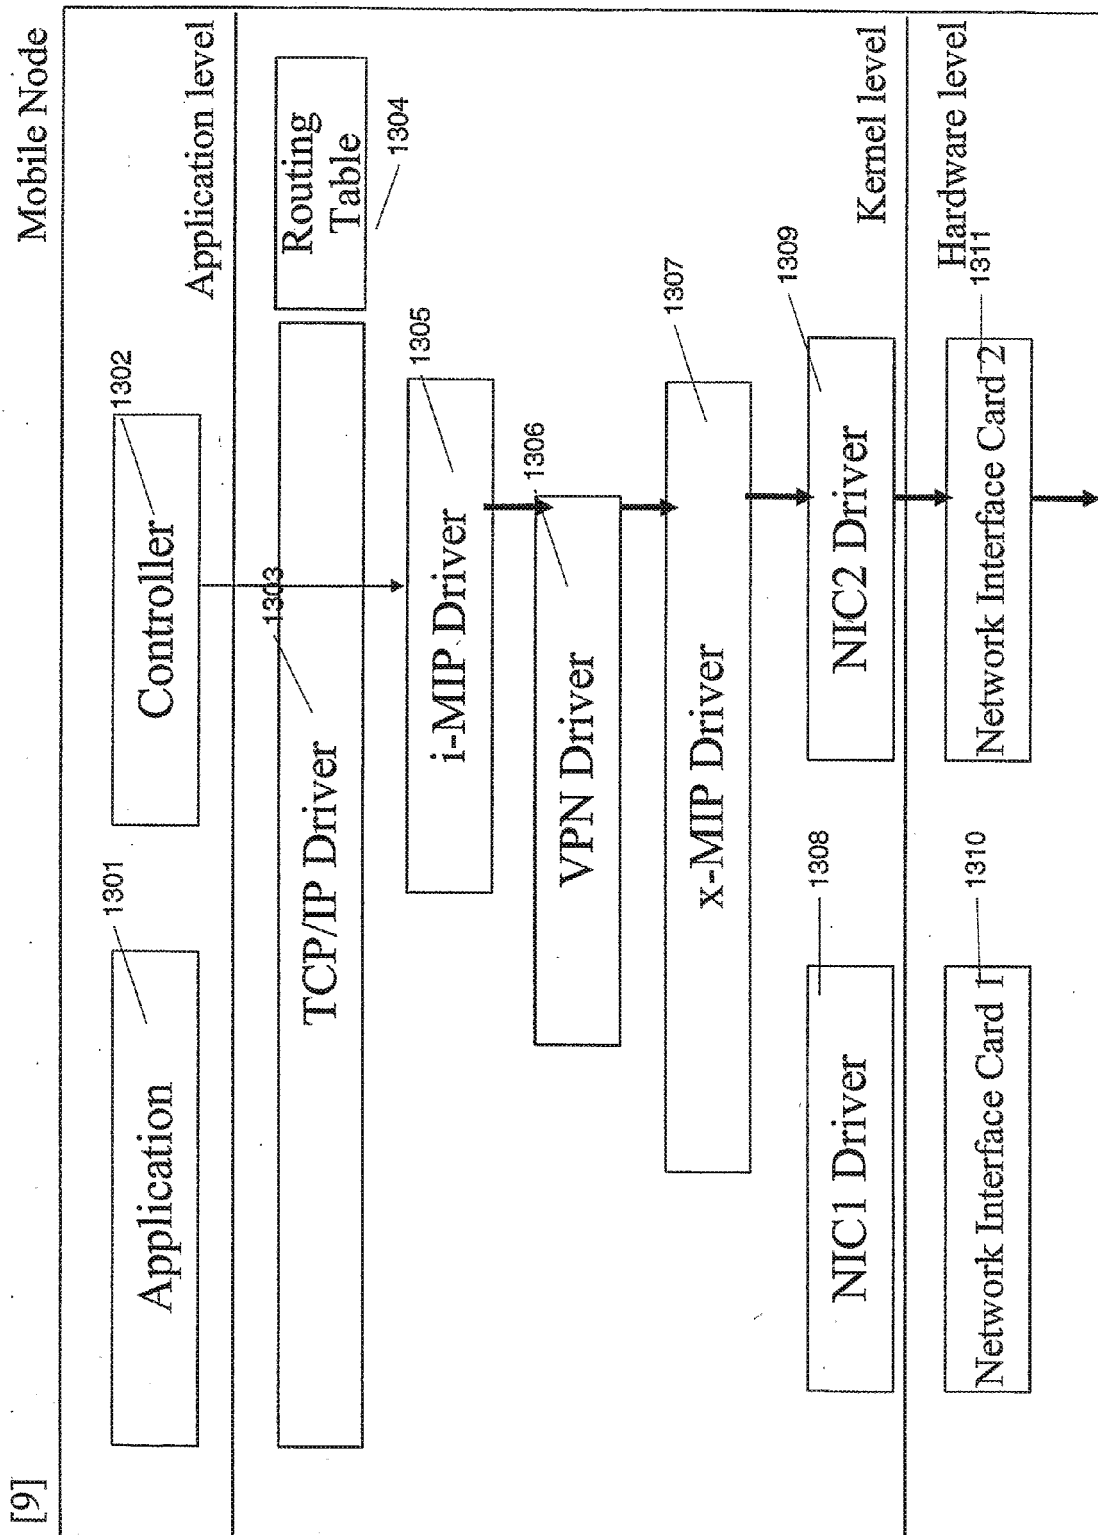 [9]
Mobile Node
Application level
Application
1301
Controller
1302
TCP/IP Driver
1303
Routing
Table
1304
i-MIP Driver
1305
VPN Driver
1306
x-MIP Driver
1307
NIC1 Driver
1308
NIC2 Driver
1309
Kernel level
Hardware level
Network Interface Card 1
1310
Network Interface Card 2
1311